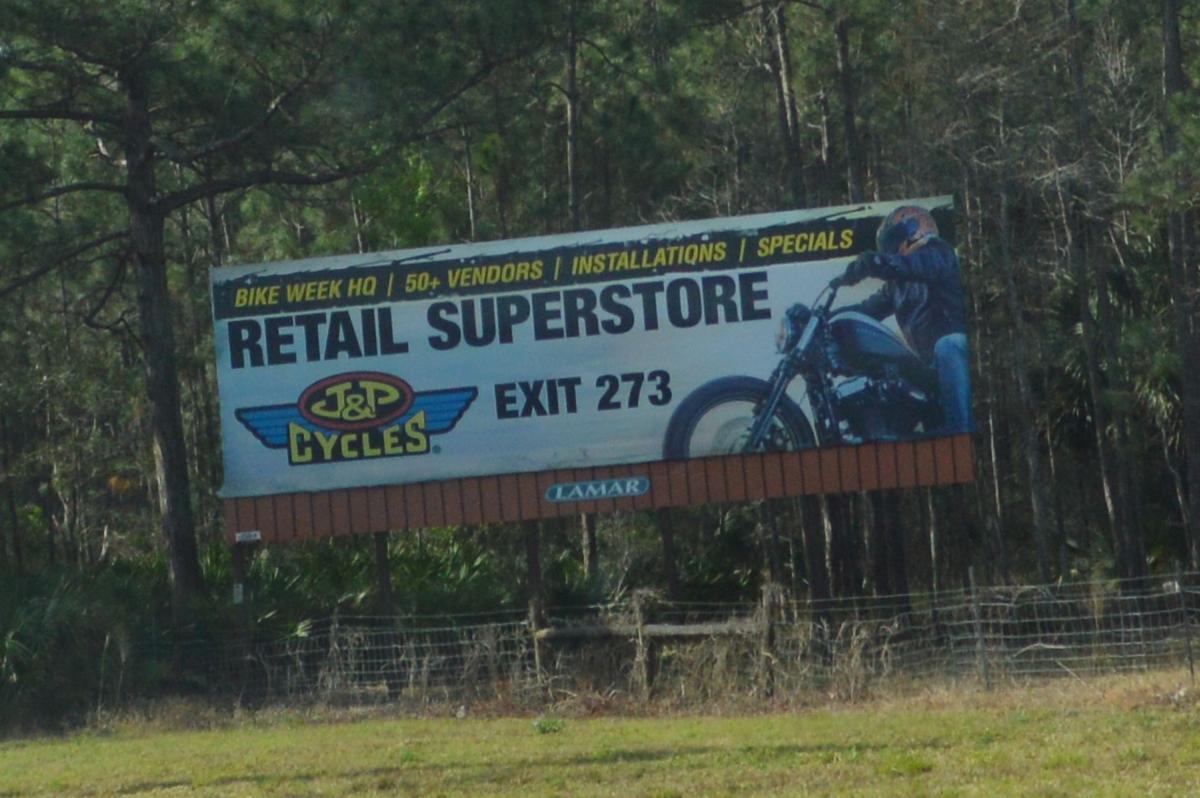 BIKE WEEK HQ | 50+ VENDORS | INSTALLATIONS | SPECIALS
RETAIL SUPERSTORE
J&P
CYCLES
EXIT 273
LAMAR